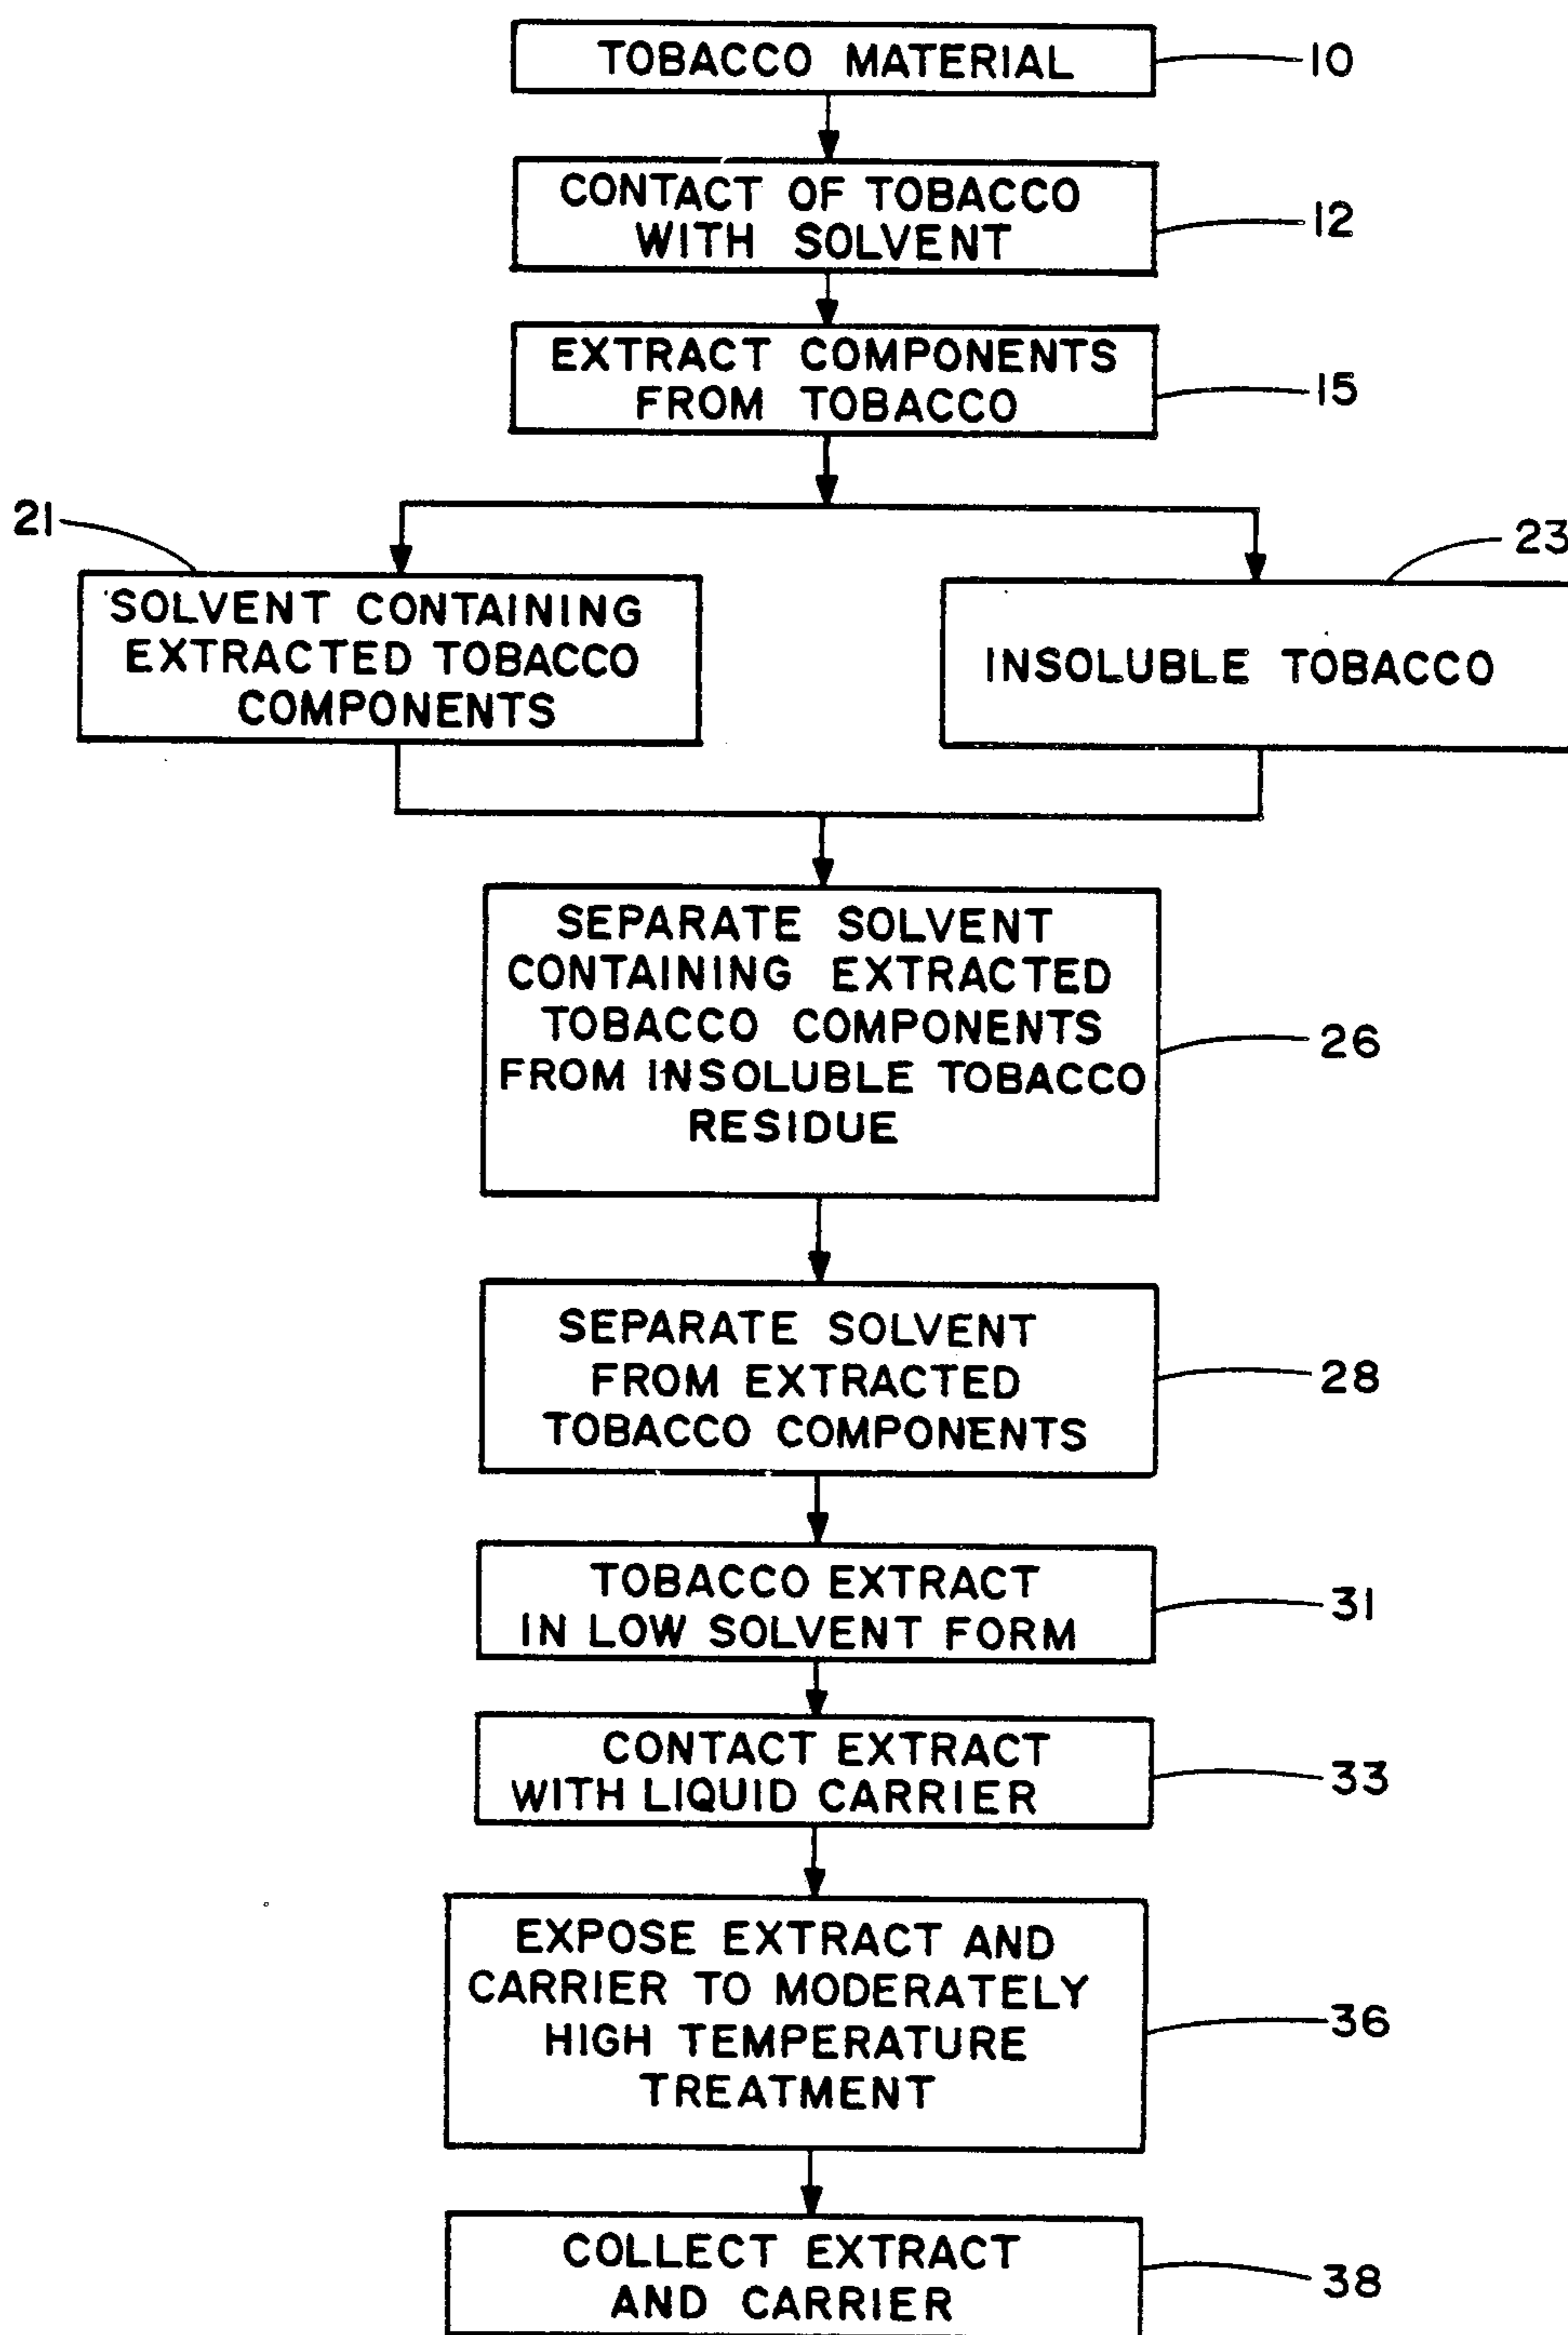 TOBACCO MATERIAL
10
CONTACT OF TOBACCO
WITH SOLVENT
12
EXTRACT COMPONENTS
FROM TOBACCO
15
21
23
SOLVENT CONTAINING
EXTRACTED TOBACCO
COMPONENTS
INSOLUBLE TOBACCO
SEPARATE SOLVENT
CONTAINING EXTRACTED
TOBACCO COMPONENTS
FROM INSOLUBLE TOBACCO
RESIDUE
26
SEPARATE SOLVENT
FROM EXTRACTED
TOBACCO COMPONENTS
28
TOBACCO EXTRACT
IN LOW SOLVENT FORM
31
CONTACT EXTRACT
WITH LIQUID CARRIER
33
EXPOSE EXTRACT AND
CARRIER TO MODERATELY
HIGH TEMPERATURE
TREATMENT
36
COLLECT EXTRACT
AND CARRIER
38